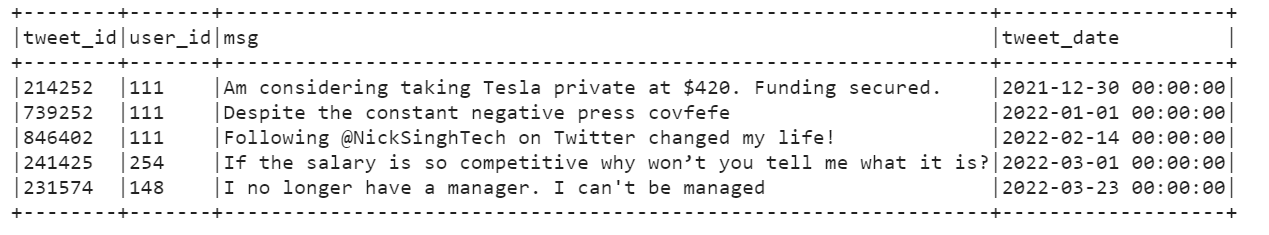 +--------+-------+----------------------------------------------------------------+-------------------+
|tweet_id|user_id|msg                                                             |tweet_date         |
+--------+-------+----------------------------------------------------------------+-------------------+
|214252  |111    |Am considering taking Tesla private at $420. Funding secured.   |2021-12-30 00:00:00|
|739252  |111    |Despite the constant negative press covfefe                     |2022-01-01 00:00:00|
|846402  |111    |Following @NickSinghTech on Twitter changed my life!            |2022-02-14 00:00:00|
|241425  |254    |If the salary is so competitive why won’t you tell me what it is?|2022-03-01 00:00:00|
|231574  |148    |I no longer have a manager. I can't be managed                  |2022-03-23 00:00:00|
+--------+-------+----------------------------------------------------------------+-------------------+